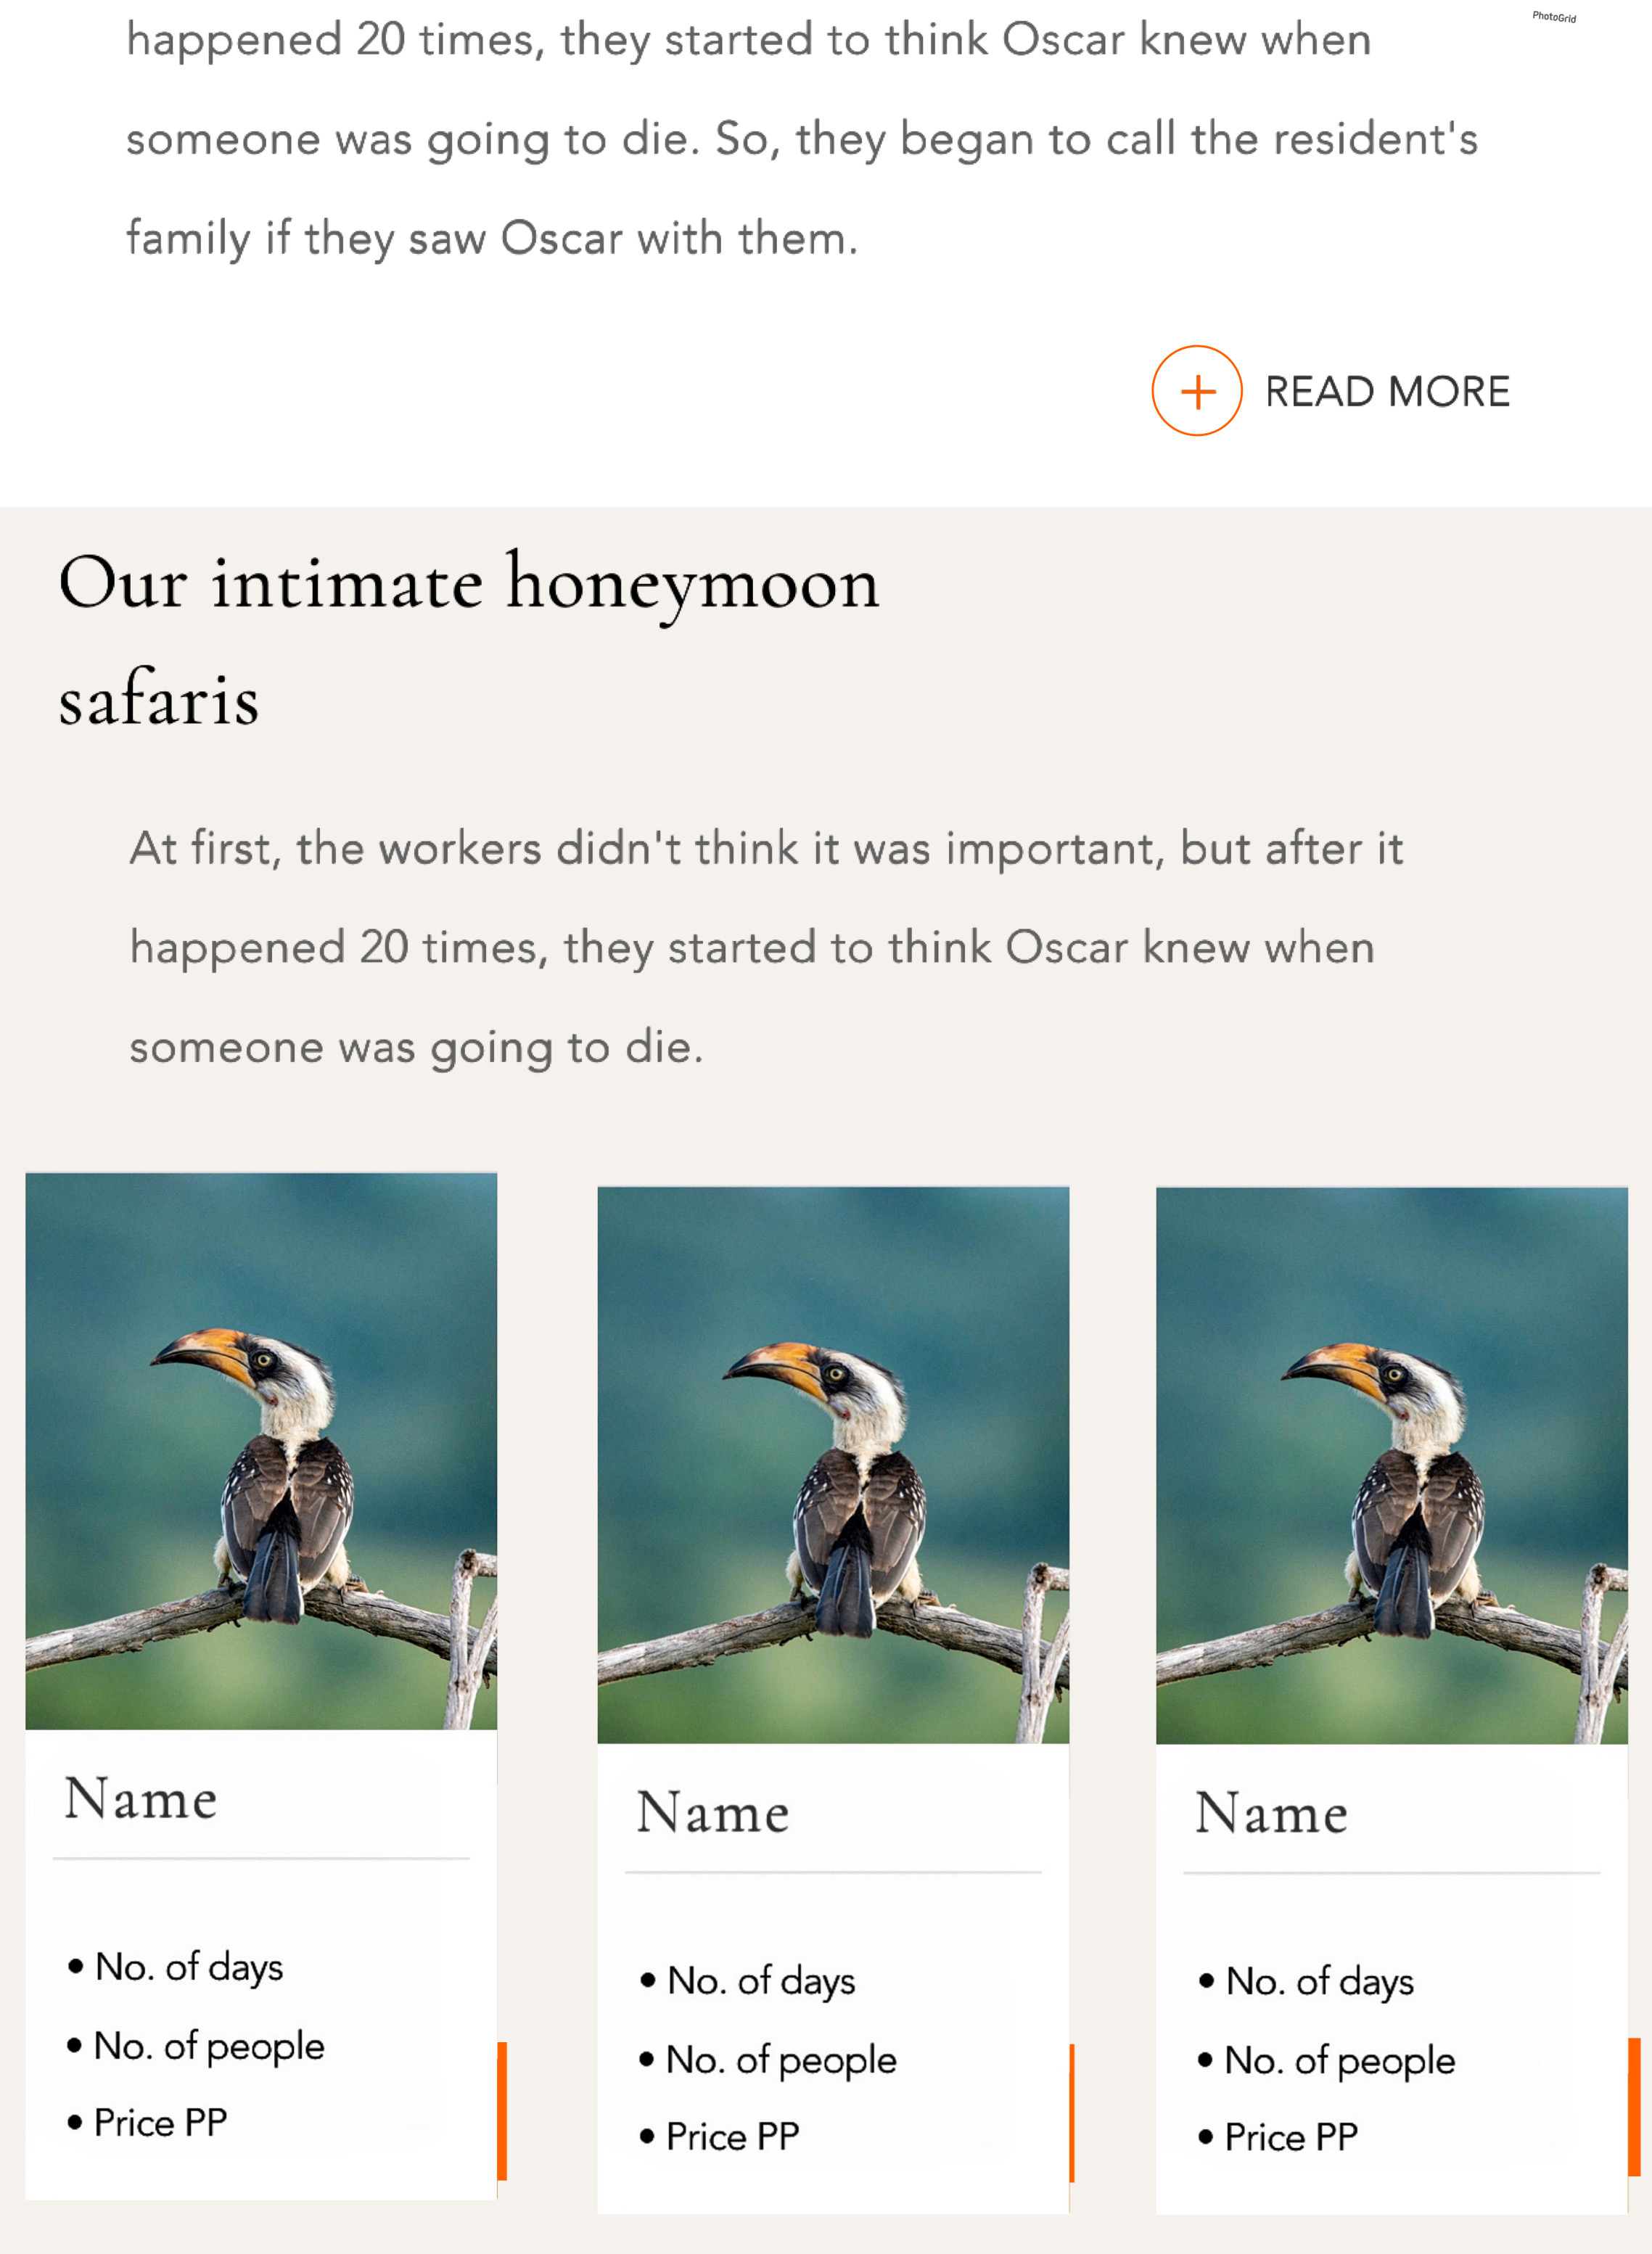 PhotoGrid
happened 20 times, they started to think Oscar knew when
someone was going to die. So, they began to call the resident's
family if they saw Oscar with them.
READ MORE
Our intimate honeymoon
safaris
At first, the workers didn't think it was important, but after it
happened 20 times, they started to think Oscar knew when
someone was going to die.
Name
• No. of days
• No. of people
• Price PP
Name
• No. of days
• No. of people
• Price PP
Name
• No. of days
• No. of people
• Price PP